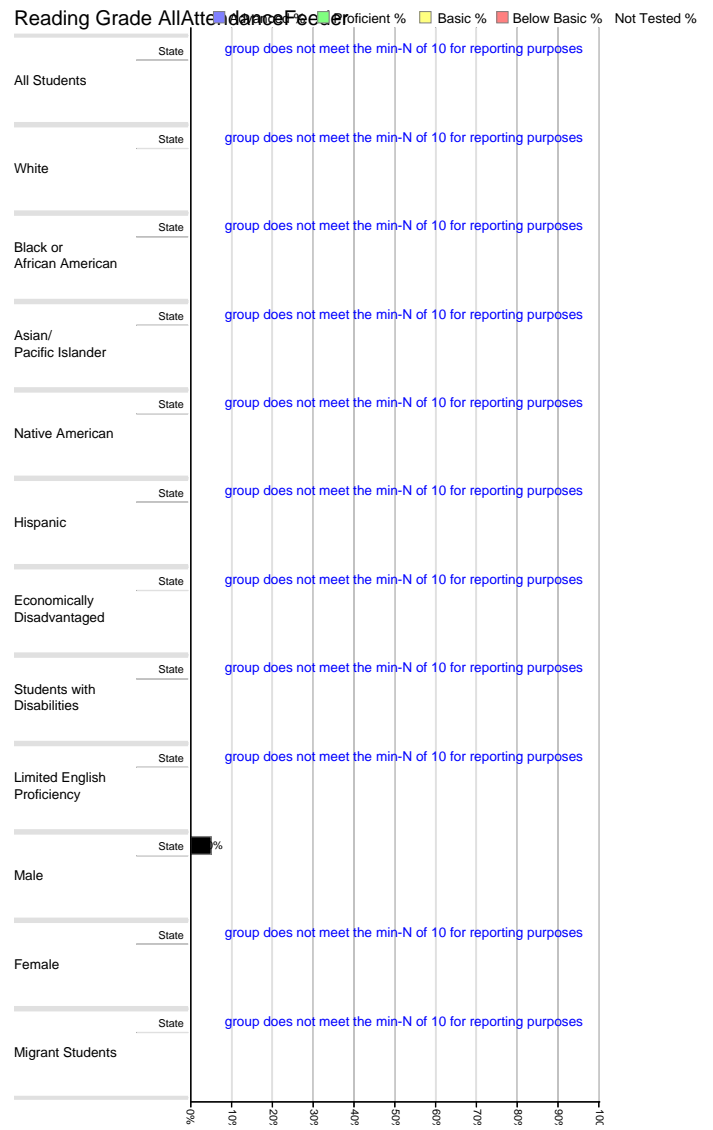 Reading Grade AllAttendanceFeeder
Advanced % Proficient % Basic % Below Basic % Not Tested %
State group does not meet the min-N of 10 for reporting purposes
All Students
State group does not meet the min-N of 10 for reporting purposes
White
State group does not meet the min-N of 10 for reporting purposes
Black or
African American
State group does not meet the min-N of 10 for reporting purposes
Asian/
Pacific Islander
State group does not meet the min-N of 10 for reporting purposes
Native American
State group does not meet the min-N of 10 for reporting purposes
Hispanic
State group does not meet the min-N of 10 for reporting purposes
Economically
Disadvantaged
State group does not meet the min-N of 10 for reporting purposes
Students with
Disabilities
State group does not meet the min-N of 10 for reporting purposes
Limited English
Proficiency
State %
Male
State group does not meet the min-N of 10 for reporting purposes
Female
State group does not meet the min-N of 10 for reporting purposes
Migrant Students
0% 10% 20% 30% 40% 50% 60% 70% 80% 90% 100